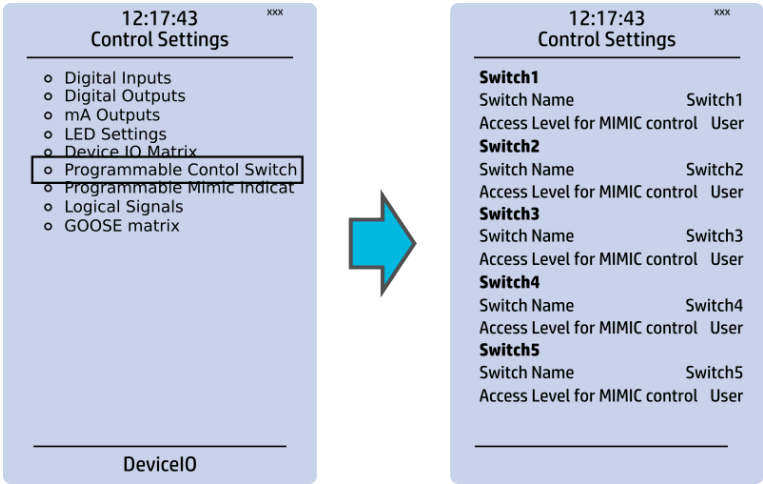 12:17:43 xxx
Control Settings
Digital Inputs
Digital Outputs
mA Outputs
LED Settings
Device IO Matrix
Programmable Contol Switch
Programmable Mimic Indicat
Logical Signals
GOOSE matrix
DeviceIO
12:17:43 xxx
Control Settings
Switch1
Switch Name Switch1
Access Level for MIMIC control User
Switch2
Switch Name Switch2
Access Level for MIMIC control User
Switch3
Switch Name Switch3
Access Level for MIMIC control User
Switch4
Switch Name Switch4
Access Level for MIMIC control User
Switch5
Switch Name Switch5
Access Level for MIMIC control User